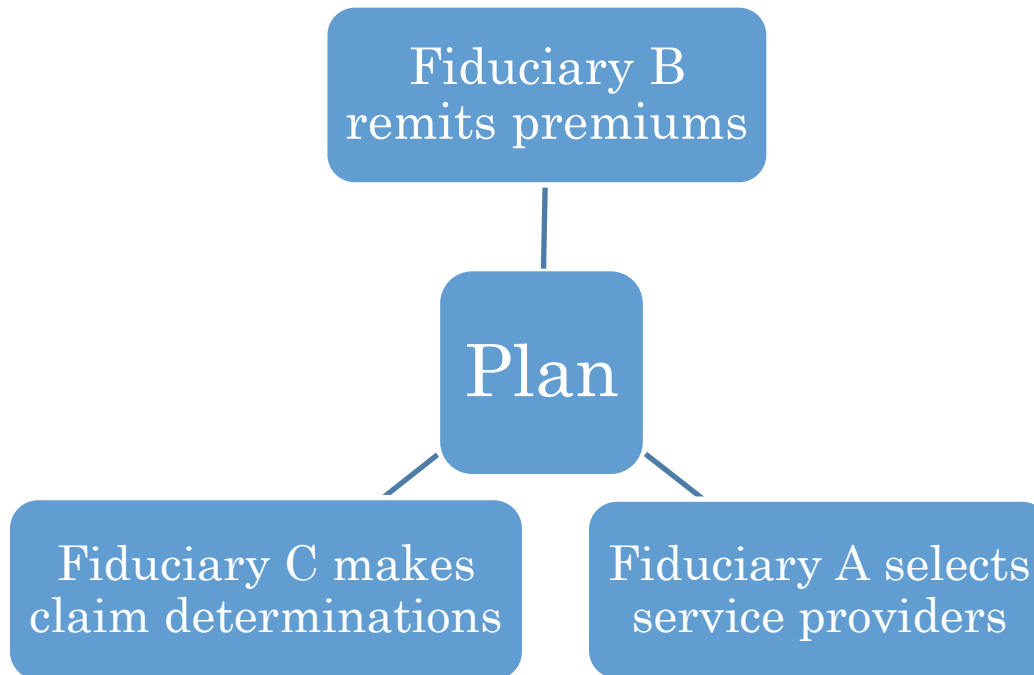 Fiduciary B
remits premiums
Plan
Fiduciary C makes
claim determinations
Fiduciary A selects
service providers